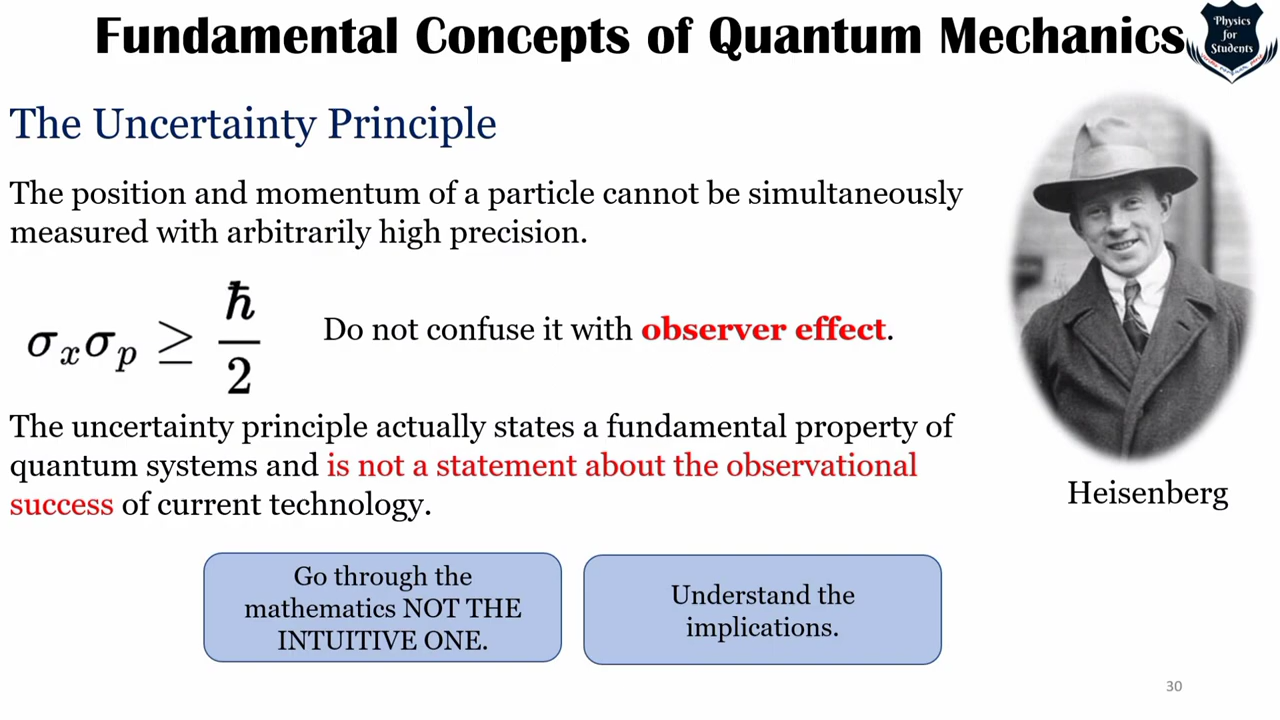 Fundamental Concepts of Quantum Mechanics
Physics
for
Students
The Uncertainty Principle
The position and momentum of a particle cannot be simultaneously
measured with arbitrarily high precision.
σₓσₚ ≥ ħ/2
Do not confuse it with observer effect.
The uncertainty principle actually states a fundamental property of
quantum systems and is not a statement about the observational
success of current technology.
Heisenberg
Go through the
mathematics NOT THE
INTUITIVE ONE.
Understand the
implications.
30